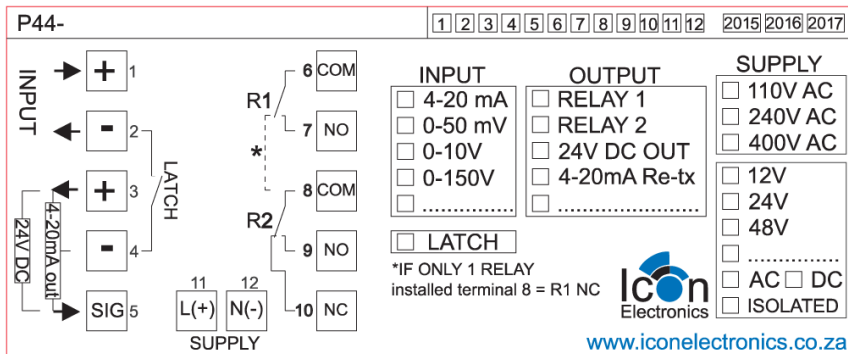 P44-
1 2 3 4 5 6 7 8 9 10 11 12 2015 2016 2017
INPUT
+ 1
- 2
+ 3
- 4
SIG 5
LATCH
24V DC
4-20mA out
11 12
L(+) N(-)
SUPPLY
R1
*
R2
6 COM
7 NO
8 COM
9 NO
10 NC
INPUT
4-20 mA
0-50 mV
0-10V
0-150V
..............
LATCH
*IF ONLY 1 RELAY
installed terminal 8 = R1 NC
OUTPUT
RELAY 1
RELAY 2
24V DC OUT
4-20mA Re-tx
....................
SUPPLY
110V AC
240V AC
400V AC
12V
24V
48V
..............
AC DC
ISOLATED
Icon
Electronics
www.iconelectronics.co.za